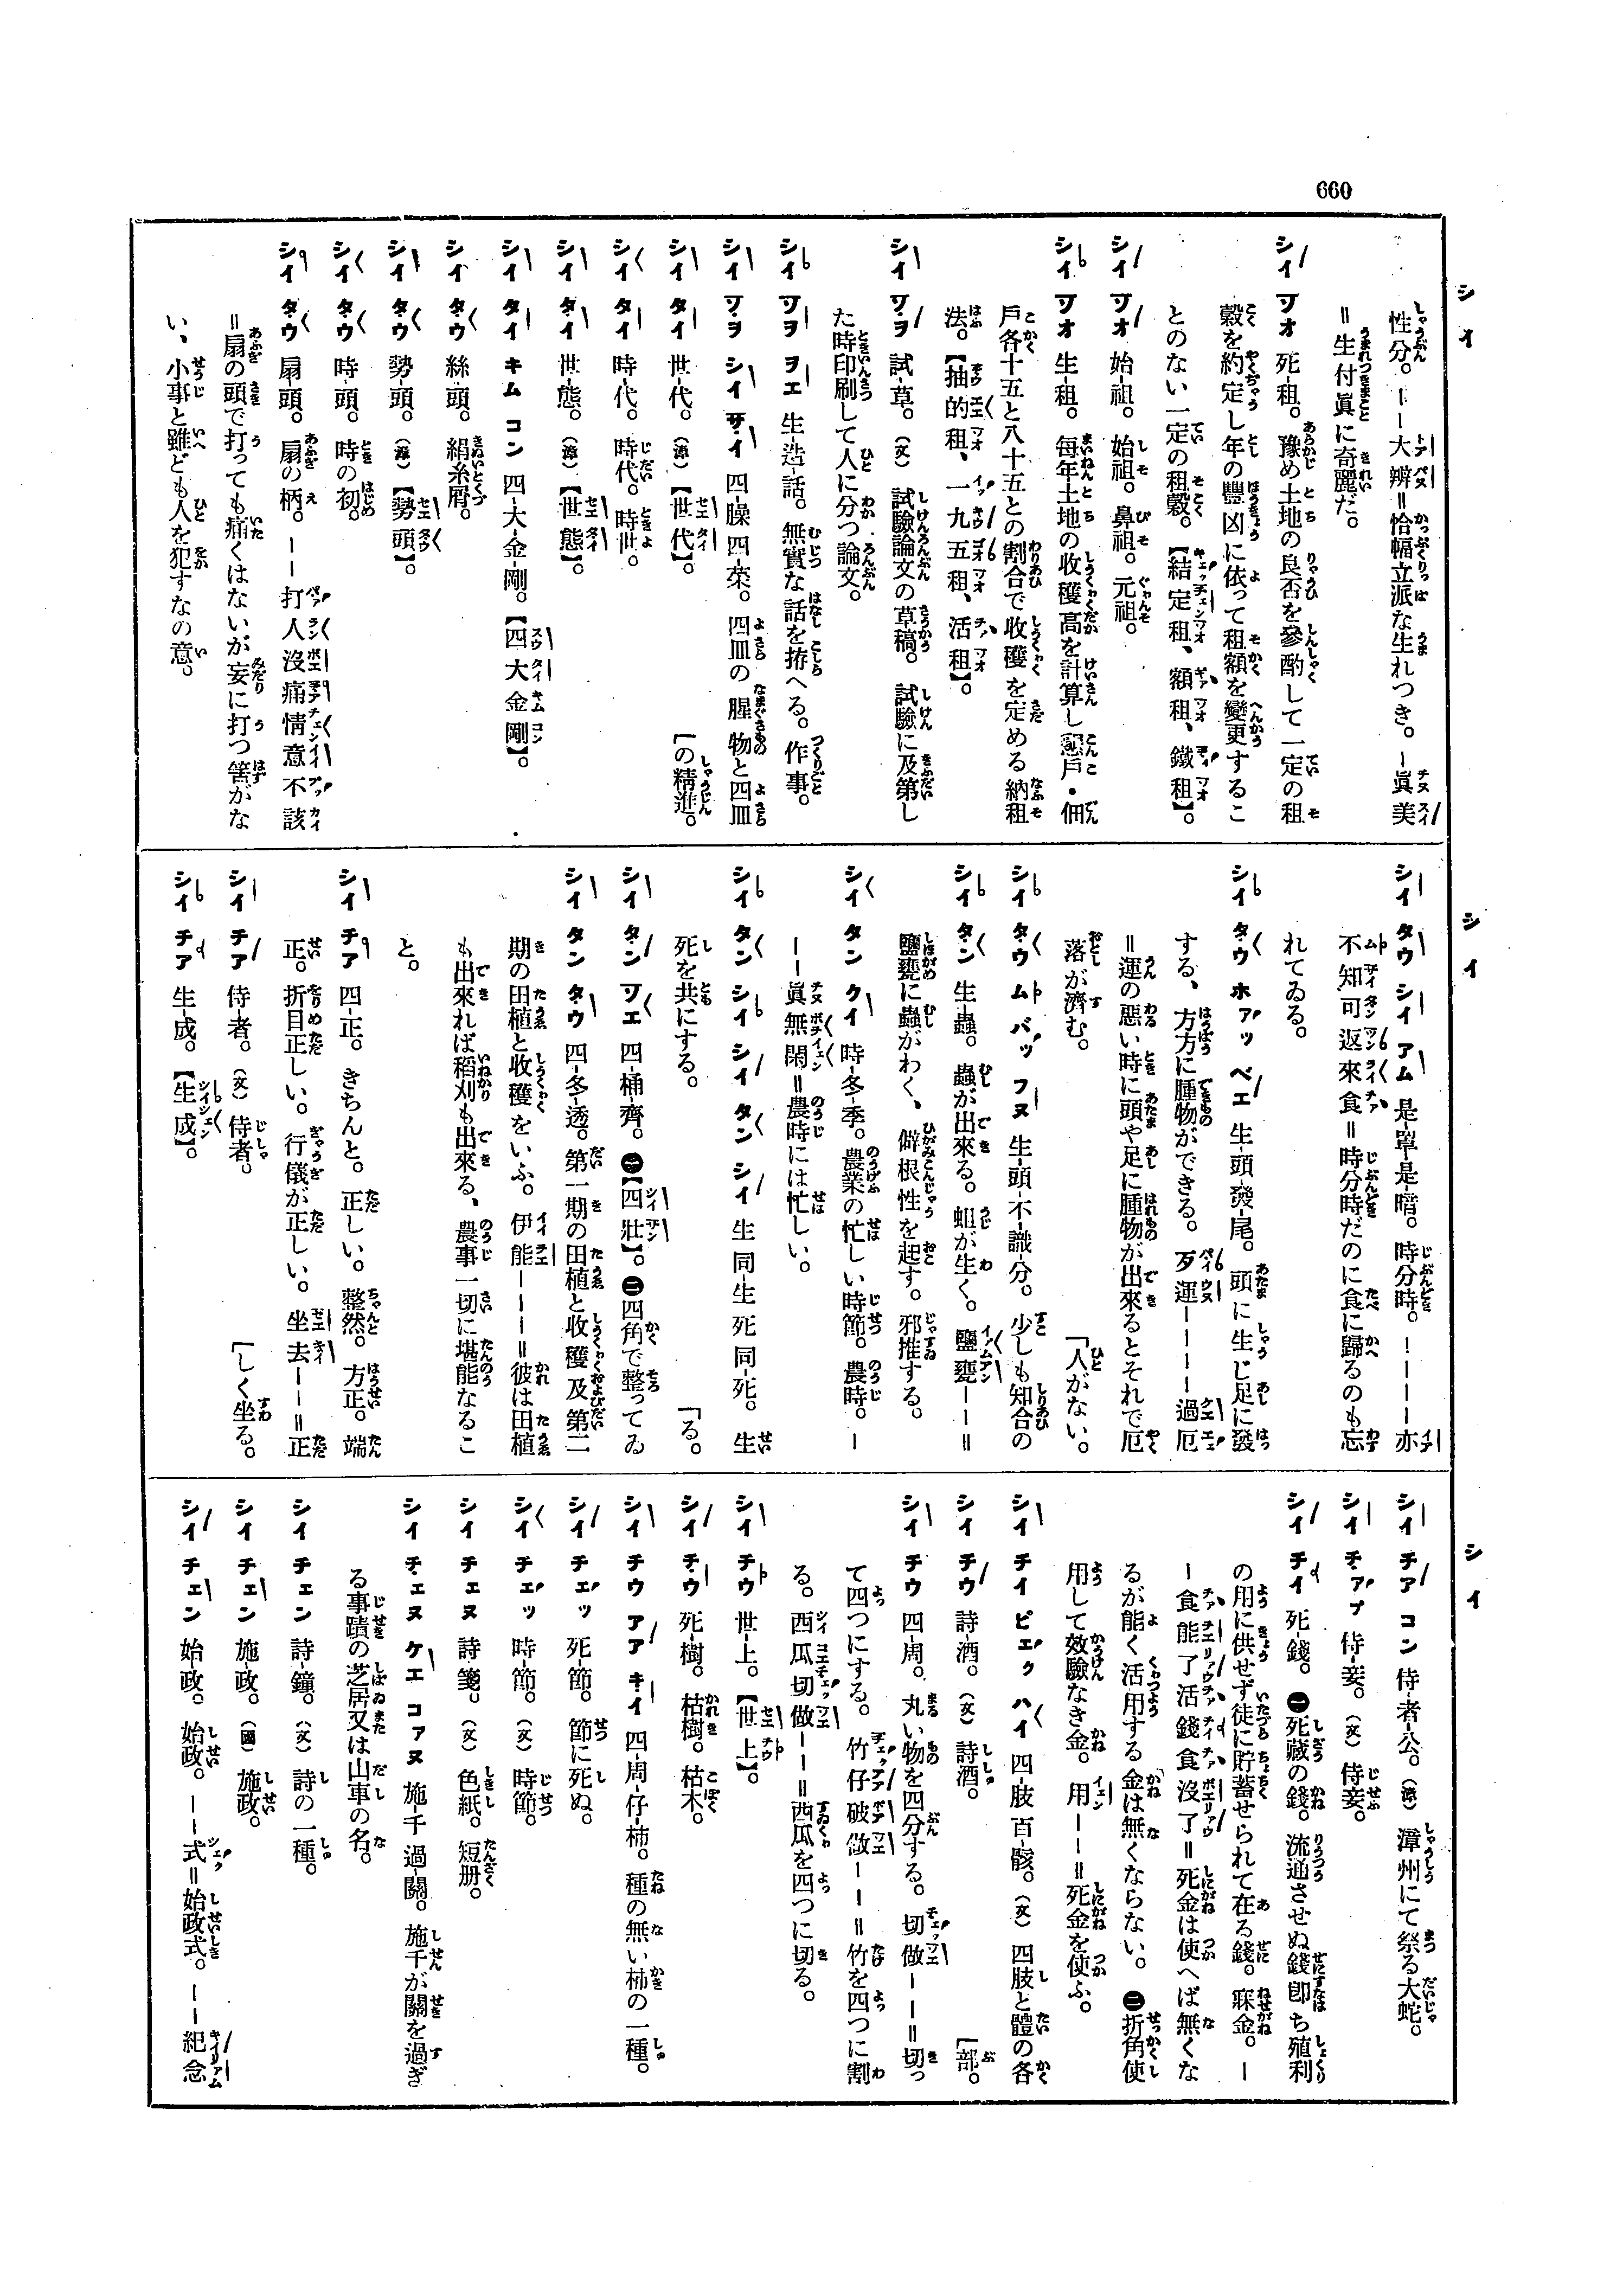 660
シイ
性分。――大辨＝恰幅立派な生れつき。―眞美
＝生付眞に奇麗だ。
シイ ツオ 死-租。豫め土地の良否を參酌して一定の租
穀を約定し年の豐凶に依って租額を變更するこ
とのない一定の租穀。【結定租、額租、鐵租】。
シイ ツオ 始-祖。始祖。鼻祖。元祖。
シイ ツオ 生-租。每年土地の收穫高を計算し慇戶・佃
戶各十五と八十五との割合で收穫を定める納租
法。【抽的租、一九五租、活租】。
シイ ツヲ 試-草。（文）試驗論文の草稿。試驗に及第し
た時印刷して人に分つ論文。
シイ ツヲ ヲエ 生-造-話。無實な話を拵へる。作事。
シイ ツヲ シイ サイ 四-臊 四-菜。四皿の腥物と四皿
[の精進。
シイ タイ 世-代。（漳）【世代】。
シイ タイ 時-代。時代。時世。
シイ タイ 世-態。（漳）【世態】。
シイ タイ キム コン 四-大-金-剛。【四大金剛】。
シイ タウ 絲-頭。絹糸屑。
シイ タウ 勢-頭。（漳）【勢頭】。
シイ タウ 時-頭。時の初。
シイ タウ 扇-頭。扇の柄。――打人沒痛情意不該
＝扇の頭で打っても痛くはないが妄に打つ筈がな
い、小事と雖ども人を犯すなの意。
シイ
シイ タウ シイ アム 是-罩-是-暗。時分時。――――亦
不知可返來食＝時分時だのに食に歸るのも忘
れてゐる。
シイ タウ ホアッ ベエ 生-頭-發-尾。頭に生じ足に發
する、方方に腫物ができる。歹運――――過厄
＝運の惡い時に頭や足に腫物が出來るとそれで厄
落が濟む。
[人がない。
シイ タウ ムバッ フヌ 生-頭-不-識-分。少しも知合の
シイ タン 生-蟲。蟲が出來る。蛆が生く。鹽甕――＝
鹽甕に蟲がわく、僻根性を起す。邪推する。
シイ タン クイ 時-冬-季。農業の忙しい時節。農時。―
――眞無閑＝農時には忙しい。
シイ タン シイ シイ タン シイ 生 同-生 死 同-死。生
死を共にする。
[る。
シイ タン ツエ 四-桶-齊。㊀【四壯】。㊁四角で整ってゐ
シイ タン タウ 四-冬-透。第一期の田植と收穫及第二
期の田植と收穫をいふ。伊能―――＝彼は田植
も出來れば稻刈も出來る、農事一切に堪能なるこ
と。
シイ チア 四-正。きちんと。正しい。整然。方正。端
正。折目正しい。行儀が正しい。坐去――＝正
[しく坐る。
シイ チア 侍-者。（文）侍者。
シイ チア 生-成。【生成】。
シイ
シイ チア コン 侍-者-公。（漳）漳州にて祭る大蛇。
シイ チアプ 侍-妾。（文）侍妾。
シイ チイ 死-錢。㊀死藏の錢。流通させぬ錢卽ち殖利
の用に供せず徒に貯蓄せられて在る錢。寐金。―
―食能了活錢食沒了＝死金は使へば無くな
るが能く活用する金は無くならない。㊁折角使
用して效驗なき金。用――＝死金を使ふ。
シイ チイ ピェク ハイ 四-肢 百-骸。（文）四肢と體の各
[部。
シイ チウ 詩-酒。（文）詩酒。
シイ チウ 四-周。丸い物を四分する。切做――＝切っ
て四つにする。竹仔破做――＝竹を四つに割
る。西瓜切做――＝西瓜を四つに切る。
シイ チウ 世-上。【世上】。
シイ チウ 死-樹。枯樹。枯木。
シイ チウ アア キイ 四-周-仔-柿。種の無い柿の一種。
シイ チェッ 死-節。節に死ぬ。
シイ チェッ 時-節。（文）時節。
シイ チェヌ 詩-箋。（文）色紙。短册。
シイ チェヌ ケエ コアヌ 施-千 過-關。施千が關を過ぎ
る事蹟の芝居又は山車の名。
シイ チェン 詩-鐘。（文）詩の一種。
シイ チェン 施-政。（國）施政。
シイ チェン 始-政。始政。――式＝始政式。――紀念